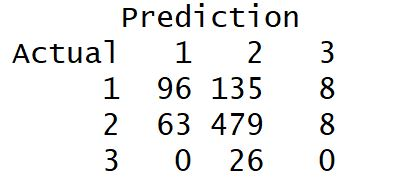 Prediction
Actual 1 2 3
1 96 135 8
2 63 479 8
3 0 26 0